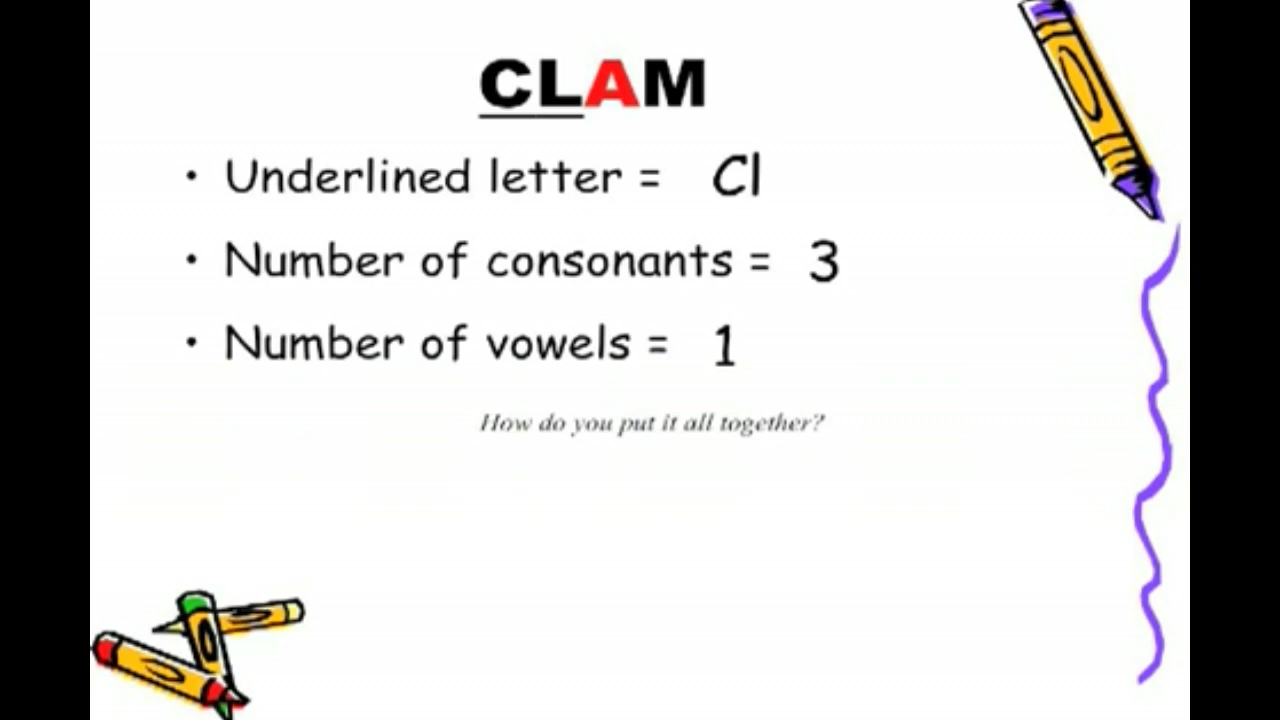 CLAM
• Underlined letter = Cl
• Number of consonants = 3
• Number of vowels = 1
How do you put it all together?